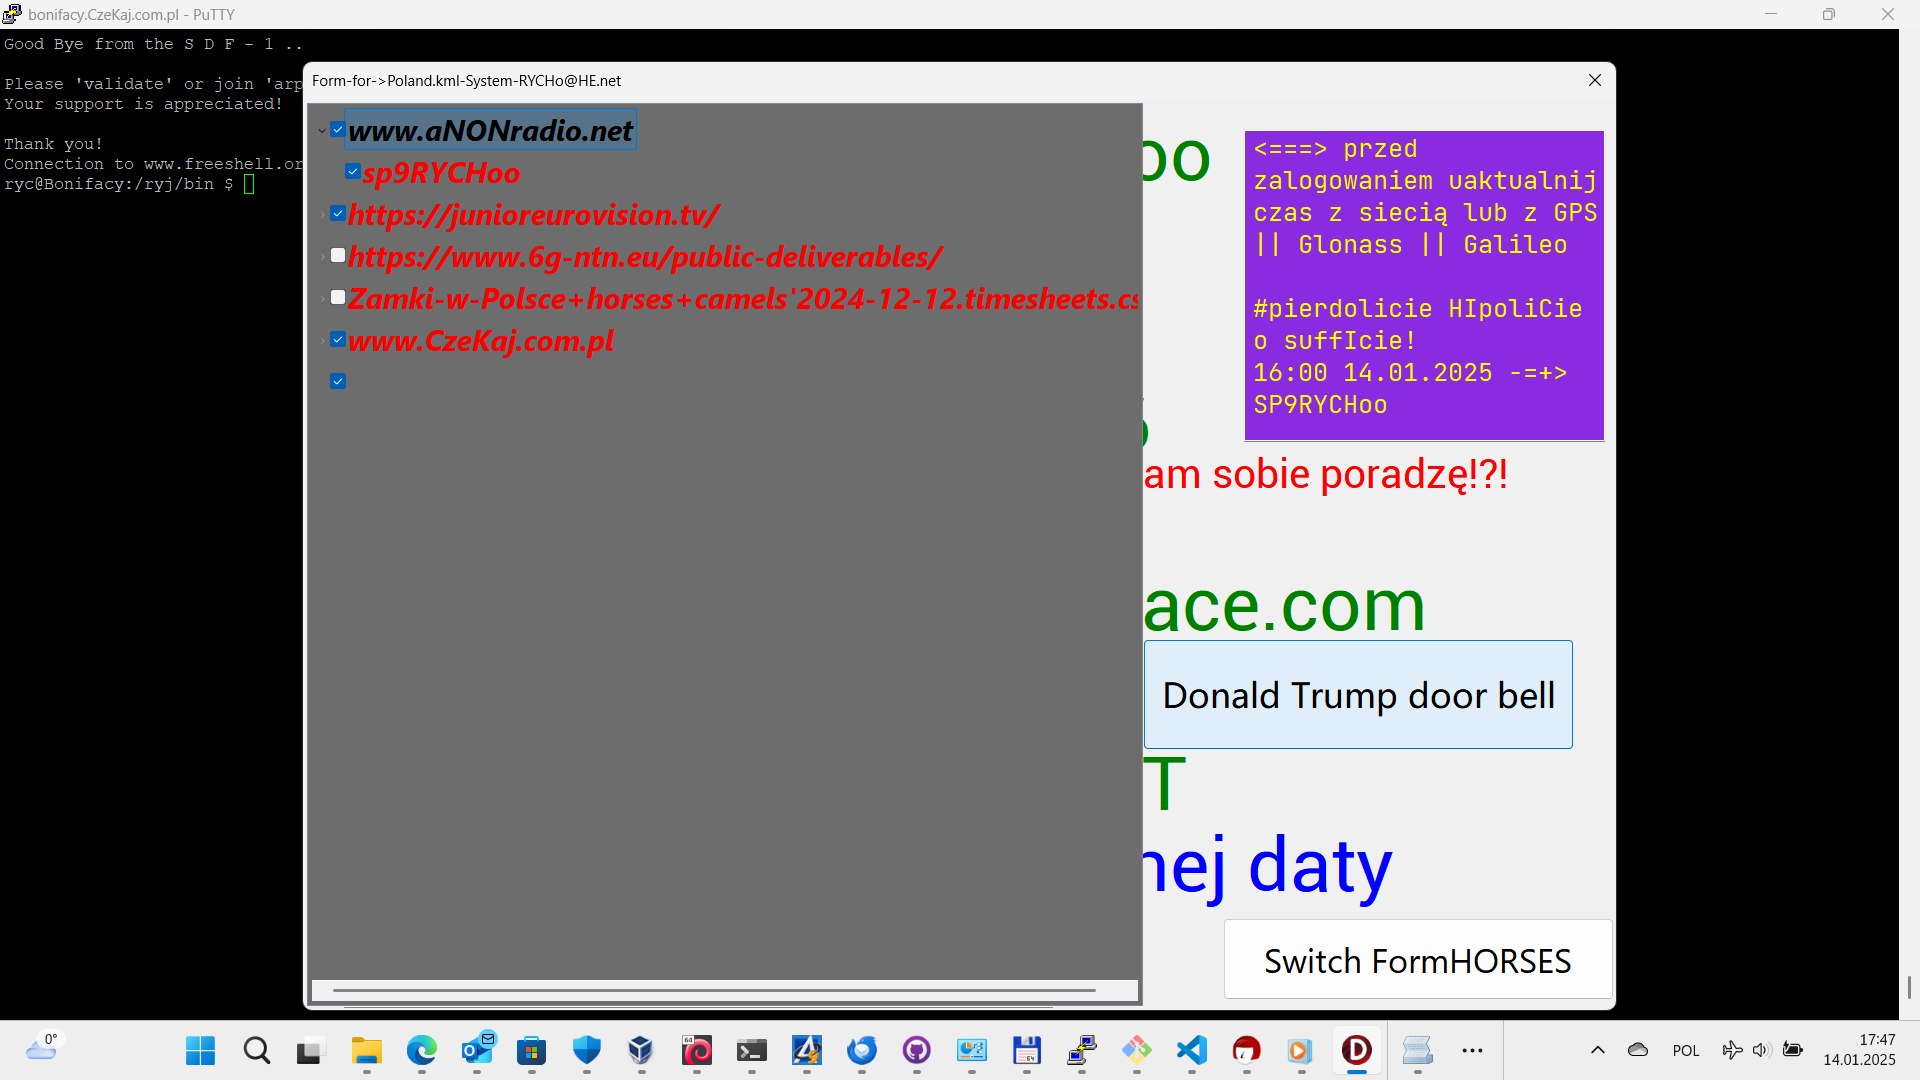 bonifacy.CzeKaj.com.pl - PuTTY
Good Bye from the S D F - 1 ..
Please 'validate' or join 'arp
Your support is appreciated!
Thank you!
Connection to www.freeshell.or
ryc@Bonifacy:/ryj/bin $
Form-for->Poland.kml-System-RYCHo@HE.net
www.aNONradio.net
sp9RYCHoo
https://junioreurovision.tv/
https://www.6g-ntn.eu/public-deliverables/
Zamki-w-Polsce+horses+camels'2024-12-12.timesheets.cs
www.CzeKaj.com.pl
oo
<===> przed
zalogowaniem uaktualnij
czas z siecią lub z GPS
|| Glonass || Galileo
#pierdolicie HIpoliCie
o suffIcie!
16:00 14.01.2025 -=+>
SP9RYCHoo
am sobie poradzę!?!
ace.com
Donald Trump door bell
T
nej daty
Switch FormHORSES
0°
64
64
POL
17:47
14.01.2025